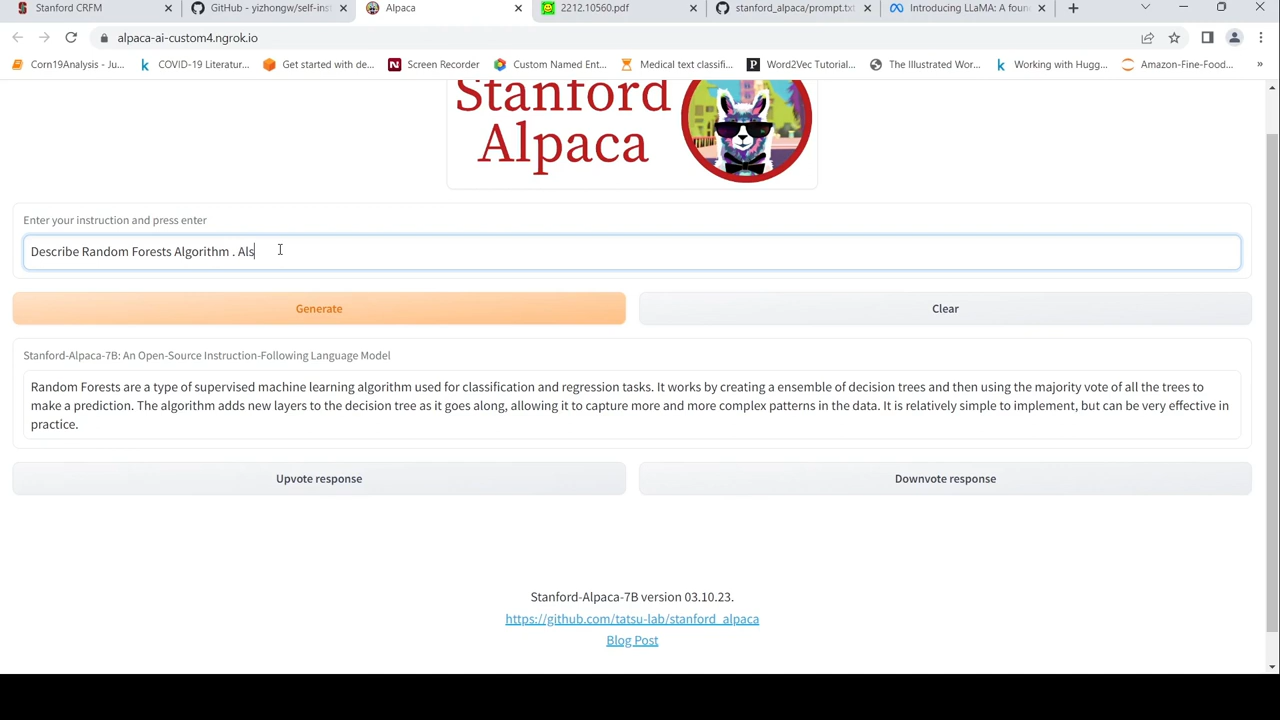 Stanford CRFM
GitHub - yizhongw/self-inst
Alpaca
2212.10560.pdf
stanford_alpaca/prompt.txt
Introducing LLaMA: A foun
alpaca-ai-custom4.ngrok.io
Corn19Analysis - Ju...
COVID-19 Literatur...
Get started with de...
Screen Recorder
Custom Named Ent...
Medical text classifi...
Word2Vec Tutorial...
The Illustrated Wor...
Working with Hugg...
Amazon-Fine-Food...
»
Stanford
Alpaca
Enter your instruction and press enter
Describe Random Forests Algorithm . Als
Generate
Clear
Stanford-Alpaca-7B: An Open-Source Instruction-Following Language Model
Random Forests are a type of supervised machine learning algorithm used for classification and regression tasks. It works by creating a ensemble of decision trees and then using the majority vote of all the trees to
make a prediction. The algorithm adds new layers to the decision tree as it goes along, allowing it to capture more and more complex patterns in the data. It is relatively simple to implement, but can be very effective in
practice.
Upvote response
Downvote response
Stanford-Alpaca-7B version 03.10.23.
https://github.com/tatsu-lab/stanford_alpaca
Blog Post